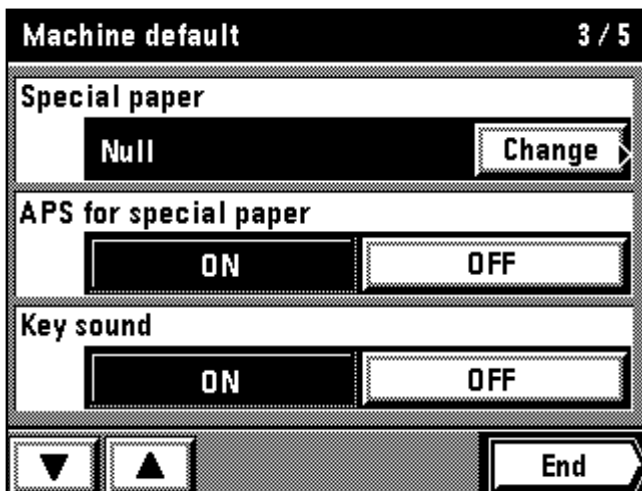 Machine default 3 / 5
Special paper
Null Change
APS for special paper
ON OFF
Key sound
ON OFF
End